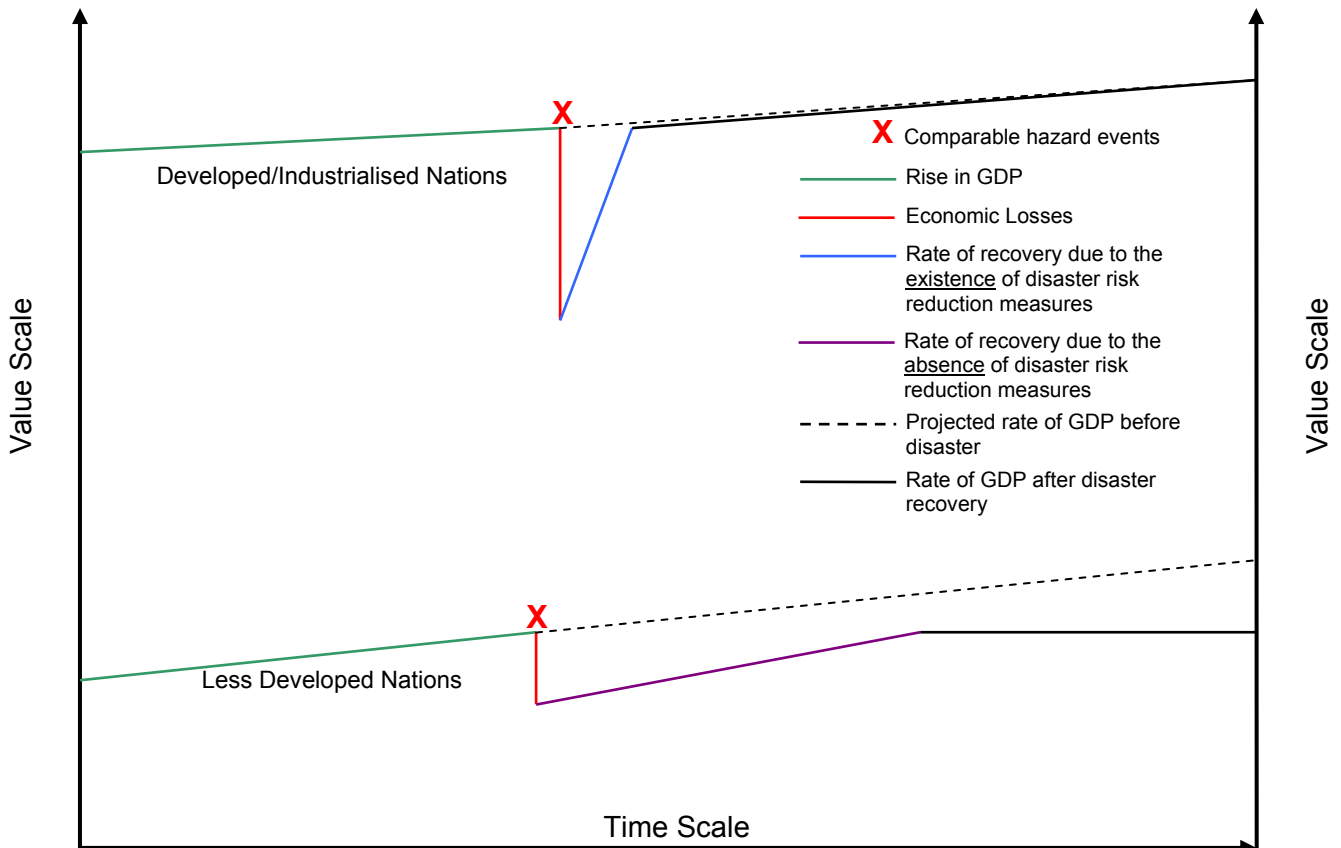 X
Developed/Industrialised Nations
X Comparable hazard events
Rise in GDP
Economic Losses
Rate of recovery due to the
existence of disaster risk
reduction measures
Rate of recovery due to the
absence of disaster risk
reduction measures
Projected rate of GDP before
disaster
Rate of GDP after disaster
recovery
Value Scale
Value Scale
X
Less Developed Nations
Time Scale